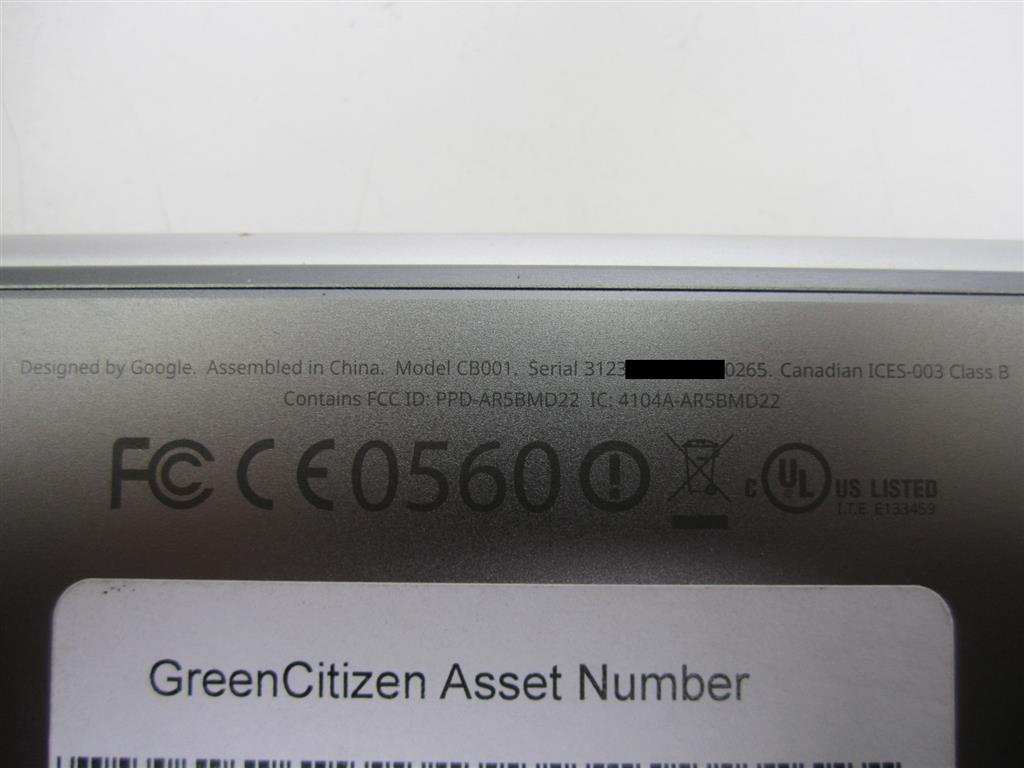 Designed by Google. Assembled in China. Model CB001, Serial 3123 0265. Canadian ICES-003 Class B
Contains FCC ID: PPD-AR5BMD22 IC: 4104A-AR5BMD22
FC CE0560 C UL US LISTED
I.T.E. E133459
GreenCitizen Asset Number